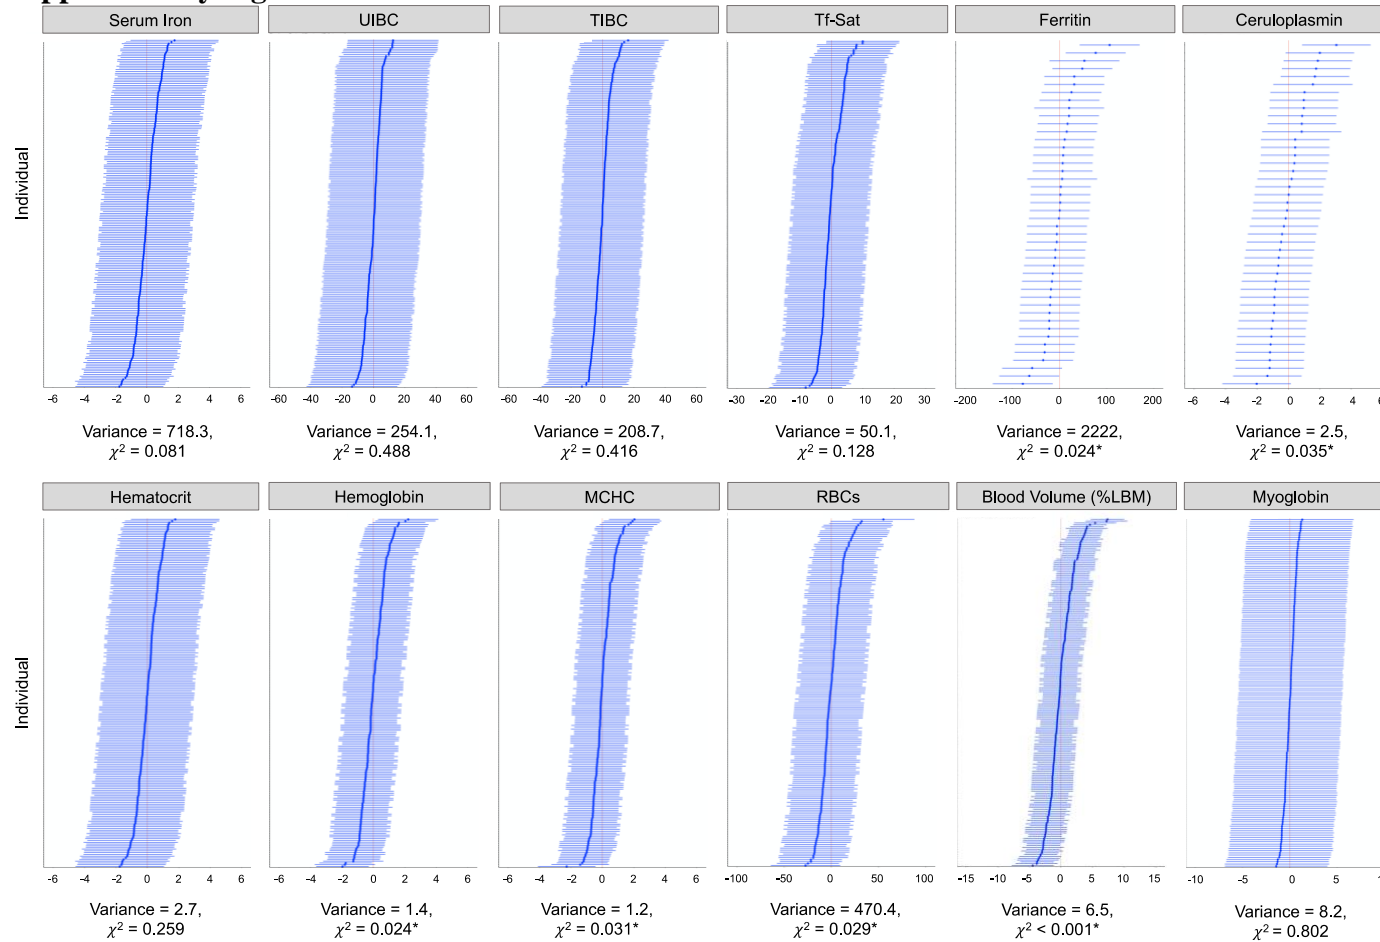 Serum Iron UIBC TIBC Tf-Sat Ferritin Ceruloplasmin
Individual
-6 -4 -2 0 2 4 6 -60 -40 -20 0 20 40 60 -60 -40 -20 0 20 40 60 -30 -20 -10 0 10 20 30 -200 -100 0 100 200 -6 -4 -2 0 2 4 6
Variance = 718.3, Variance = 254.1, Variance = 208.7, Variance = 50.1, Variance = 2222, Variance = 2.5,
χ² = 0.081 χ² = 0.488 χ² = 0.416 χ² = 0.128 χ² = 0.024* χ² = 0.035*
Hematocrit Hemoglobin MCHC RBCs Blood Volume (%LBM) Myoglobin
Individual
-6 -4 -2 0 2 4 6 -6 -4 -2 0 2 4 6 -6 -4 -2 0 2 4 6 -100 -50 0 50 100 -15 -10 -5 0 5 10 15 -10 -5 0 5
Variance = 2.7, Variance = 1.4, Variance = 1.2, Variance = 470.4, Variance = 6.5, Variance = 8.2,
χ² = 0.259 χ² = 0.024* χ² = 0.031* χ² = 0.029* χ² < 0.001* χ² = 0.802